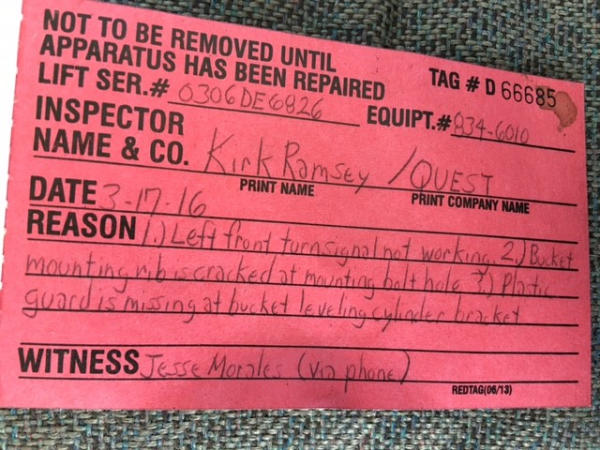 NOT TO BE REMOVED UNTIL
APPARATUS HAS BEEN REPAIRED
TAG # D 66685
LIFT SER.# 0306DE6826
EQUIPT.# 834-6010
INSPECTOR
NAME & CO. Kirk Ramsey / QUEST
PRINT NAME
PRINT COMPANY NAME
DATE 3-17-16
REASON 1.) Left front turnsignal not working. 2.) Bucket
mounting rib is cracked at mounting bolt hole 3.) Plastic
guard is missing at bucket leveling cylinder bracket
WITNESS Jesse Morales (via phone)
REDTAG(06/13)